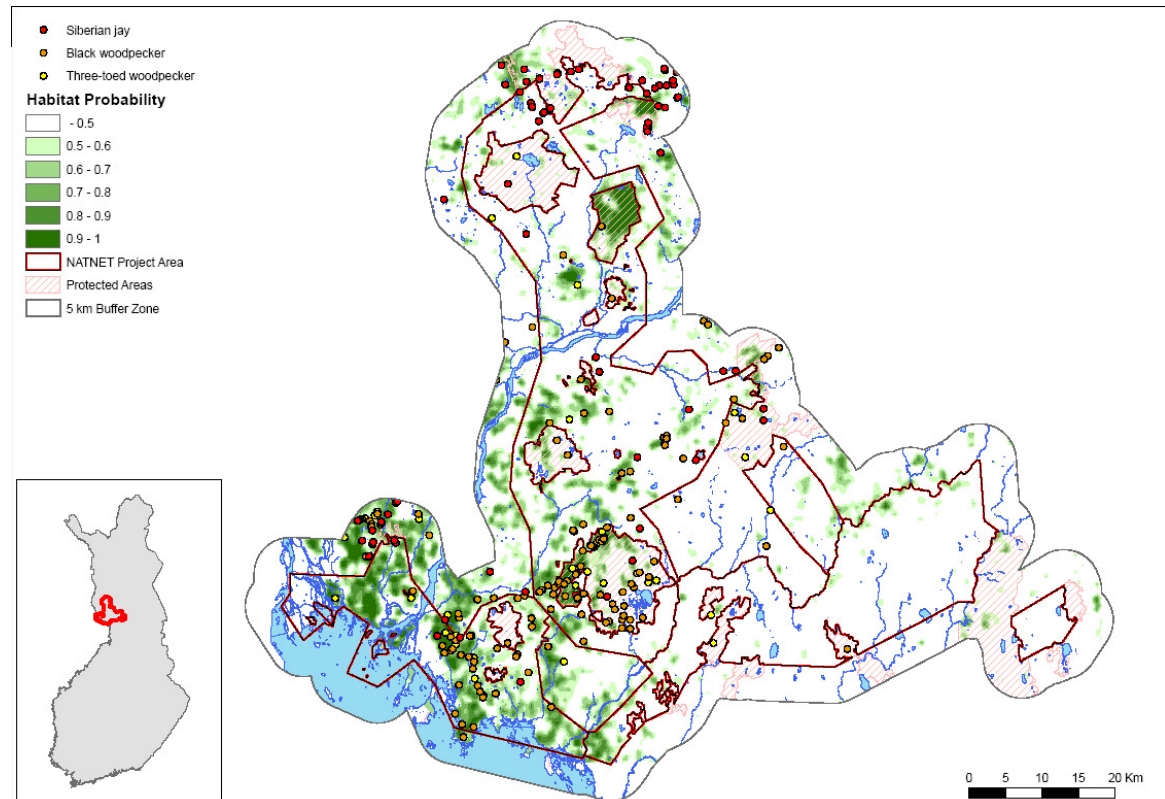 Siberian jay
Black woodpecker
Three-toed woodpecker
Habitat Probability
- 0.5
0.5 - 0.6
0.6 - 0.7
0.7 - 0.8
0.8 - 0.9
0.9 - 1
NATNET Project Area
Protected Areas
5 km Buffer Zone
0 5 10 15 20 Km